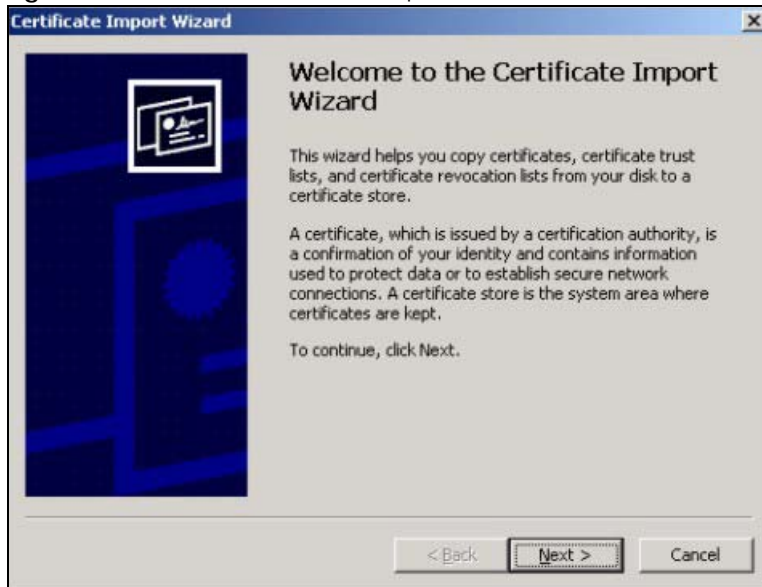 Certificate Import Wizard
Welcome to the Certificate Import
Wizard
This wizard helps you copy certificates, certificate trust
lists, and certificate revocation lists from your disk to a
certificate store.
A certificate, which is issued by a certification authority, is
a confirmation of your identity and contains information
used to protect data or to establish secure network
connections. A certificate store is the system area where
certificates are kept.
To continue, click Next.
< Back
Next >
Cancel